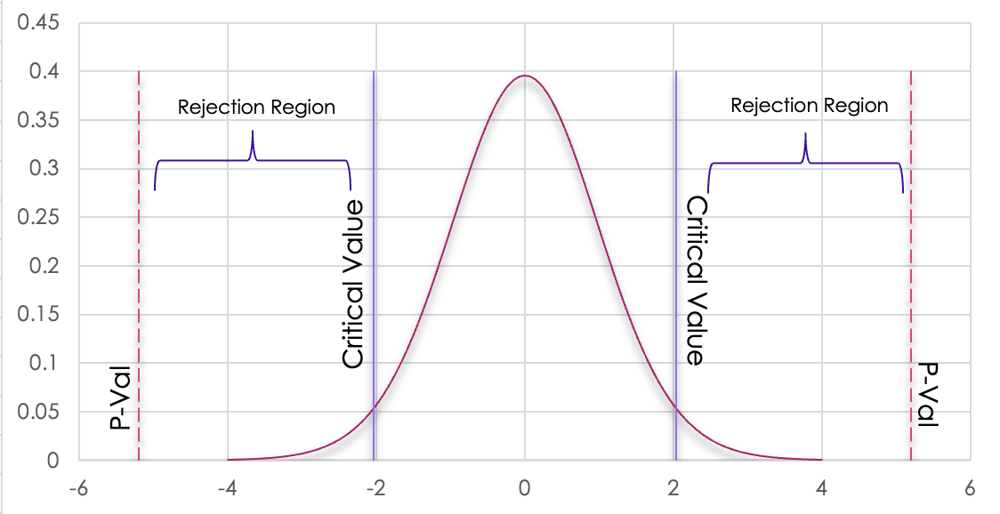 0.45
0.4
0.35
0.3
0.25
0.2
0.15
0.1
0.05
0
Rejection Region
Rejection Region
P-Val
Critical Value
Critical Value
P-Val
-6
-4
-2
0
2
4
6